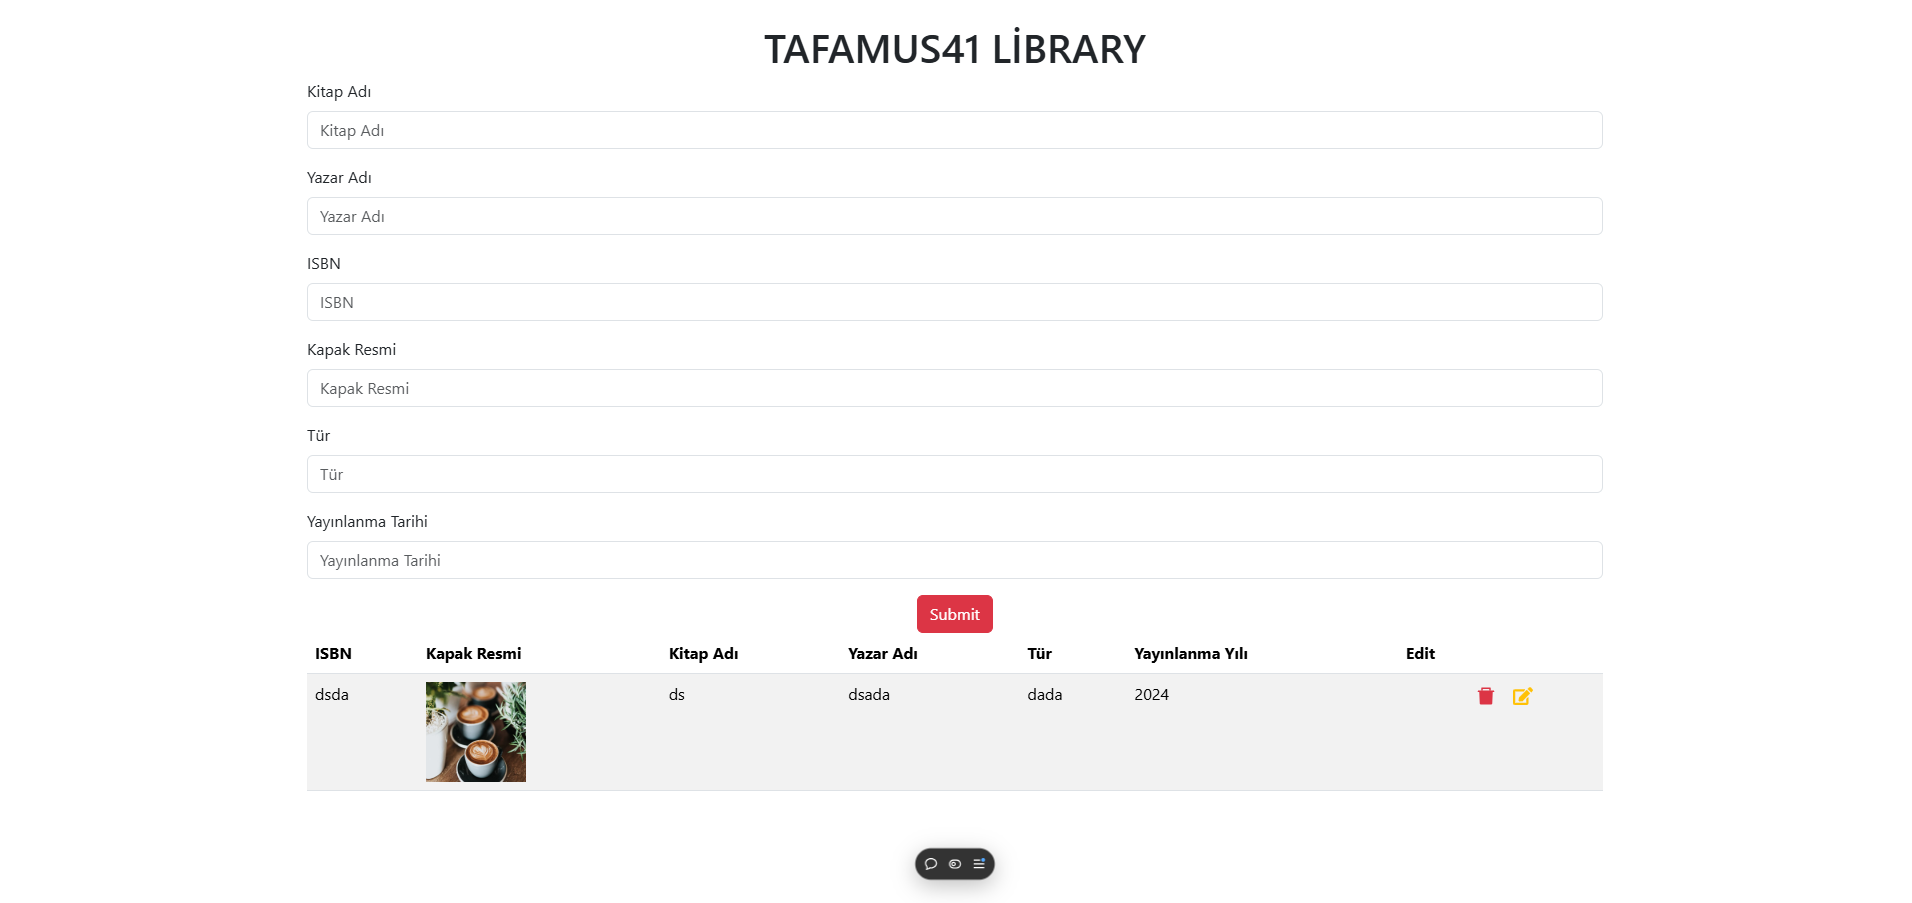 TAFAMUS41 LİBRARY
Kitap Adı
Kitap Adı
Yazar Adı
Yazar Adı
ISBN
ISBN
Kapak Resmi
Kapak Resmi
Tür
Tür
Yayınlanma Tarihi
Yayınlanma Tarihi
Submit
ISBN Kapak Resmi Kitap Adı Yazar Adı Tür Yayınlanma Yılı Edit
dsda ds dsada dada 2024